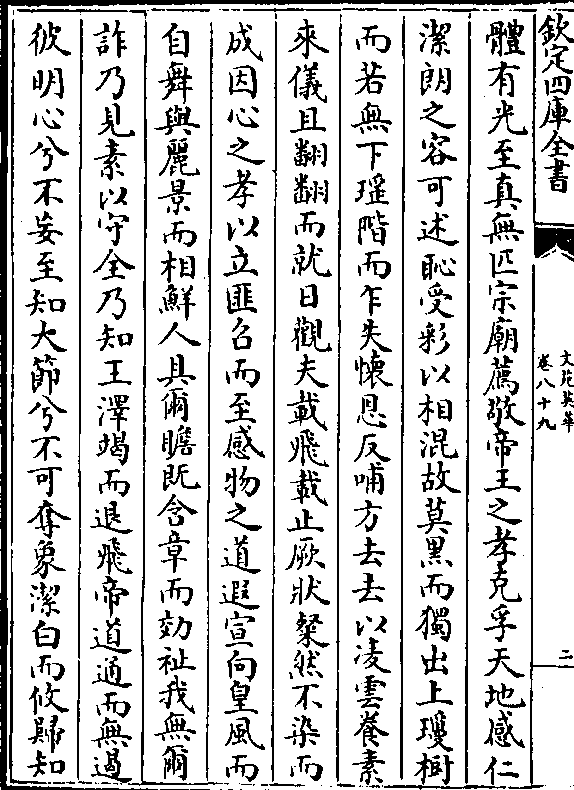 欽定四庫全書
文苑英華
卷八十九
二
體有光至真無匹宗廟薦敬帝王之孝克孚天地感仁
潔朗之容可述恥受彩以相混故莫黒而獨出上瓊樹
而若無下瑶階而乍失懐恩反哺方去去以凌雲養素
來儀且翻翻而就日觀夫載飛載止厥狀粲然不染而
成因心之孝以立匪召而至感物之道遐宣向皇風而
自舞與麗景而相鮮人具爾瞻既含章而効祉我無爾
詐乃見素以守全乃知王澤竭而退飛帝道通而無遏
彼明心兮不妄至知大節兮不可奪象潔白而攸歸知